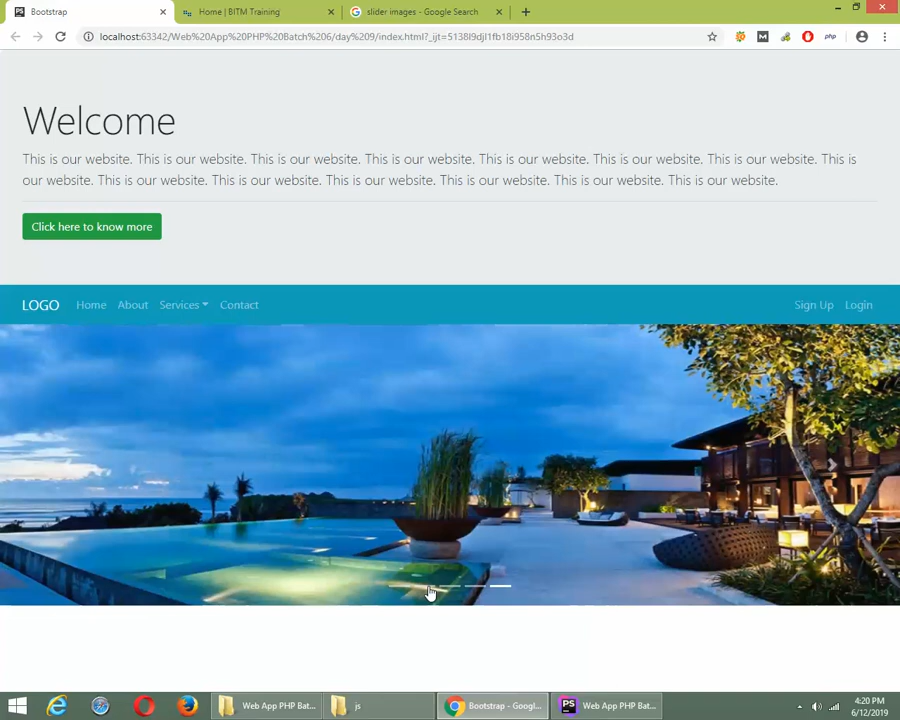 Bootstrap
Home | BITM Training
slider images - Google Search
localhost:63342/Web%20App%20PHP%20Batch%206/day%209/index.html?_ijt=5138l9djl1fb18i958n5h93o3d
M
php
Welcome
This is our website. This is our website. This is our website. This is our website. This is our website. This is our website. This is our website. This is
our website. This is our website. This is our website. This is our website. This is our website. This is our website. This is our website.
Click here to know more
LOGO Home About Services Contact Sign Up Login
Web App PHP Bat...
js
Bootstrap - Googl...
PS Web App PHP Bat...
4:20 PM
6/12/2019